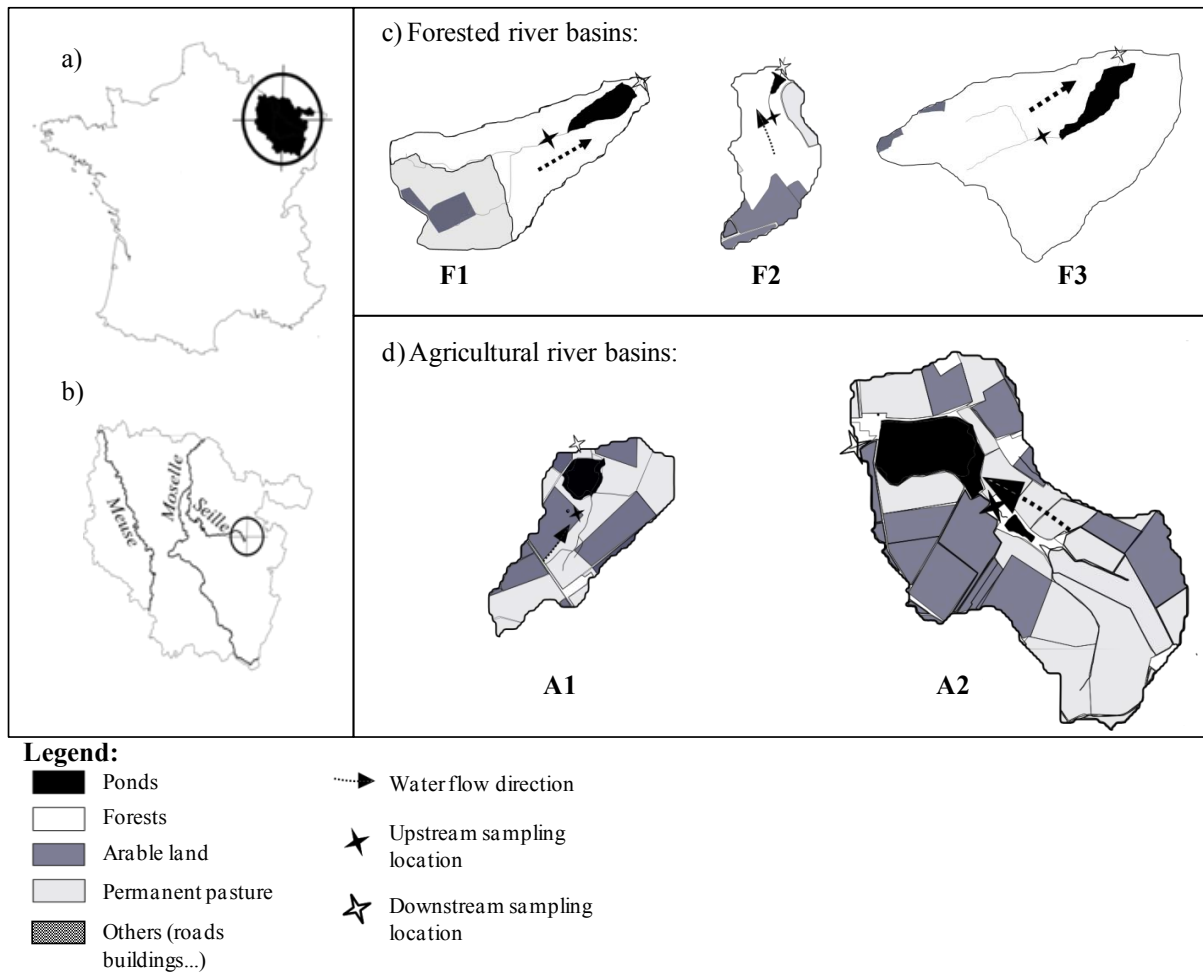 a)
b)
Meuse
Moselle
Seille
c) Forested river basins:
F1
F2
F3
d) Agricultural river basins:
A1
A2
Legend:
Ponds
Forests
Arable land
Permanent pasture
Others (roads
buildings...)
Water flow direction
Upstream sampling
location
Downstream sampling
location